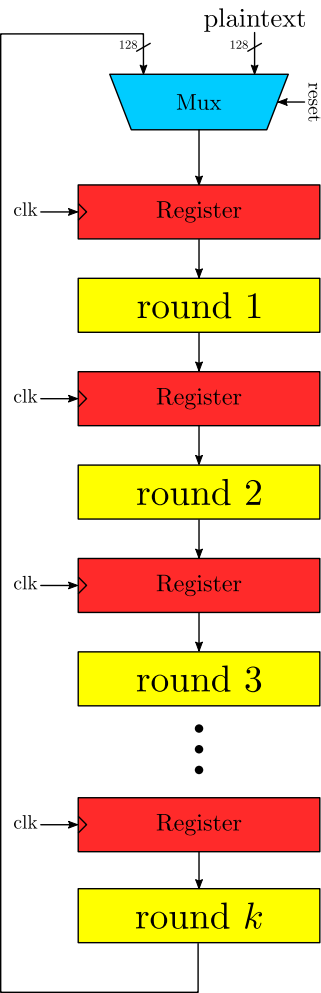 plaintext
128
128
Mux
reset
clk
Register
round 1
clk
Register
round 2
clk
Register
round 3
clk
Register
round k